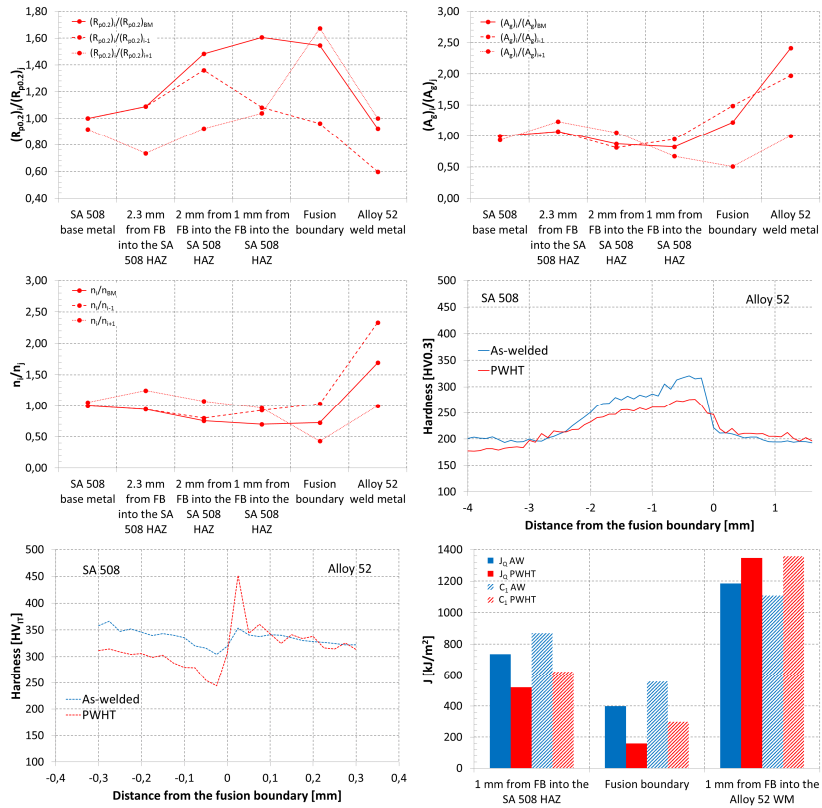 1,80
1,60
1,40
1,20
1,00
0,80
0,60
0,40
(Rp0.2)i/(Rp0.2)j
(Rp0.2)i/(Rp0.2)BM
(Rp0.2)i/(Rp0.2)i-1
(Rp0.2)i/(Rp0.2)i+1
SA 508 base metal
2.3 mm from FB into the SA 508 HAZ
2 mm from FB into the SA 508 HAZ
1 mm from FB into the SA 508 HAZ
Fusion boundary
Alloy 52 weld metal
3,00
2,50
2,00
1,50
1,00
0,50
0,00
(Ag)i/(Ag)j
(Ag)i/(Ag)BM
(Ag)i/(Ag)i-1
(Ag)i/(Ag)i+1
SA 508 base metal
2.3 mm from FB into the SA 508 HAZ
2 mm from FB into the SA 508 HAZ
1 mm from FB into the SA 508 HAZ
Fusion boundary
Alloy 52 weld metal
3,00
2,50
2,00
1,50
1,00
0,50
0,00
ni/nj
ni/nBM
ni/ni-1
ni/ni+1
SA 508 base metal
2.3 mm from FB into the SA 508 HAZ
2 mm from FB into the SA 508 HAZ
1 mm from FB into the SA 508 HAZ
Fusion boundary
Alloy 52 weld metal
500
450
400
350
300
250
200
150
100
Hardness [HV0.3]
SA 508
Alloy 52
As-welded
PWHT
-4 -3 -2 -1 0 1
Distance from the fusion boundary [mm]
500
450
400
350
300
250
200
150
100
Hardness [HVIT]
SA 508
Alloy 52
As-welded
PWHT
-0,4 -0,3 -0,2 -0,1 0 0,1 0,2 0,3 0,4
Distance from the fusion boundary [mm]
1400
1200
1000
800
600
400
200
0
J [kJ/m²]
JQ AW
JQ PWHT
C1 AW
C1 PWHT
1 mm from FB into the SA 508 HAZ
Fusion boundary
1 mm from FB into the Alloy 52 WM